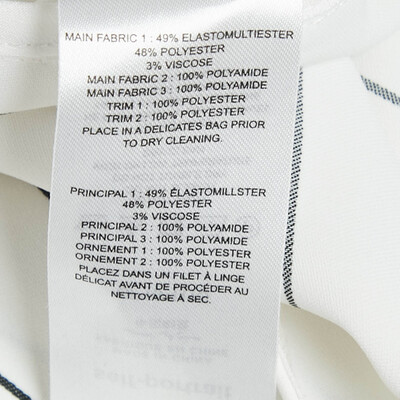 MAIN FABRIC 1 : 49% ELASTOMULTIESTER
48% POLYESTER
3% VISCOSE
MAIN FABRIC 2 : 100% POLYAMIDE
MAIN FABRIC 3 : 100% POLYAMIDE
TRIM 1 : 100% POLYESTER
TRIM 2 : 100% POLYESTER
PLACE IN A DELICATES BAG PRIOR
TO DRY CLEANING.
PRINCIPAL 1 : 49% ÉLASTOMILLSTER
48% POLYESTER
3% VISCOSE
PRINCIPAL 2 : 100% POLYAMIDE
PRINCIPAL 3 : 100% POLYAMIDE
ORNEMENT 1 : 100% POLYESTER
ORNEMENT 2 : 100% POLYESTER
PLACEZ DANS UN FILET À LINGE
DÉLICAT AVANT DE PROCÉDER AU
NETTOYAGE À SEC.
self-portrait